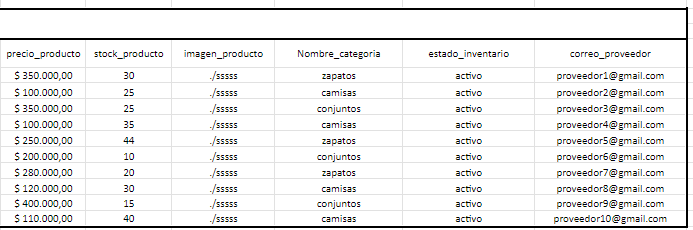 precio_producto stock_producto imagen_producto Nombre_categoria estado_inventario correo_proveedor
$ 350.000,00 30 ./sssss zapatos activo proveedor1@gmail.com
$ 100.000,00 25 ./sssss camisas activo proveedor2@gmail.com
$ 350.000,00 25 ./sssss conjuntos activo proveedor3@gmail.com
$ 100.000,00 35 ./sssss camisas activo proveedor4@gmail.com
$ 250.000,00 44 ./sssss zapatos activo proveedor5@gmail.com
$ 200.000,00 10 ./sssss conjuntos activo proveedor6@gmail.com
$ 280.000,00 20 ./sssss zapatos activo proveedor7@gmail.com
$ 120.000,00 30 ./sssss camisas activo proveedor8@gmail.com
$ 400.000,00 15 ./sssss conjuntos activo proveedor9@gmail.com
$ 110.000,00 40 ./sssss camisas activo proveedor10@gmail.com